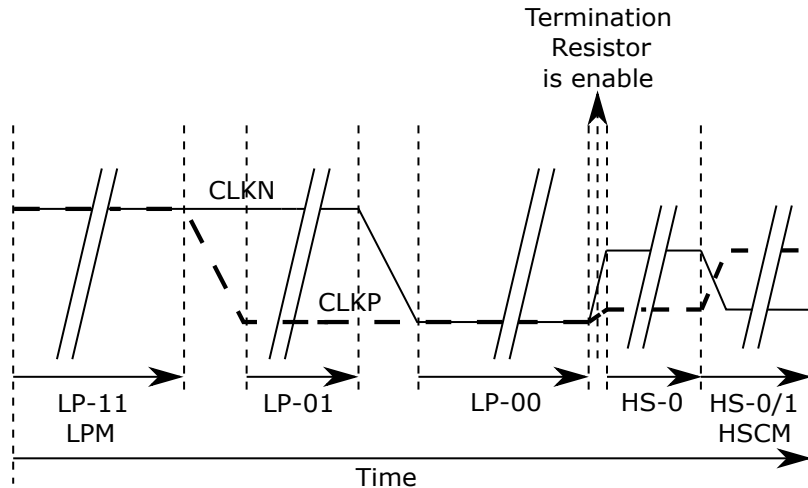 Termination
Resistor
is enable
CLKN
CLKP
LP-11
LPM
LP-01
LP-00
HS-0
HS-0/1
HSCM
Time